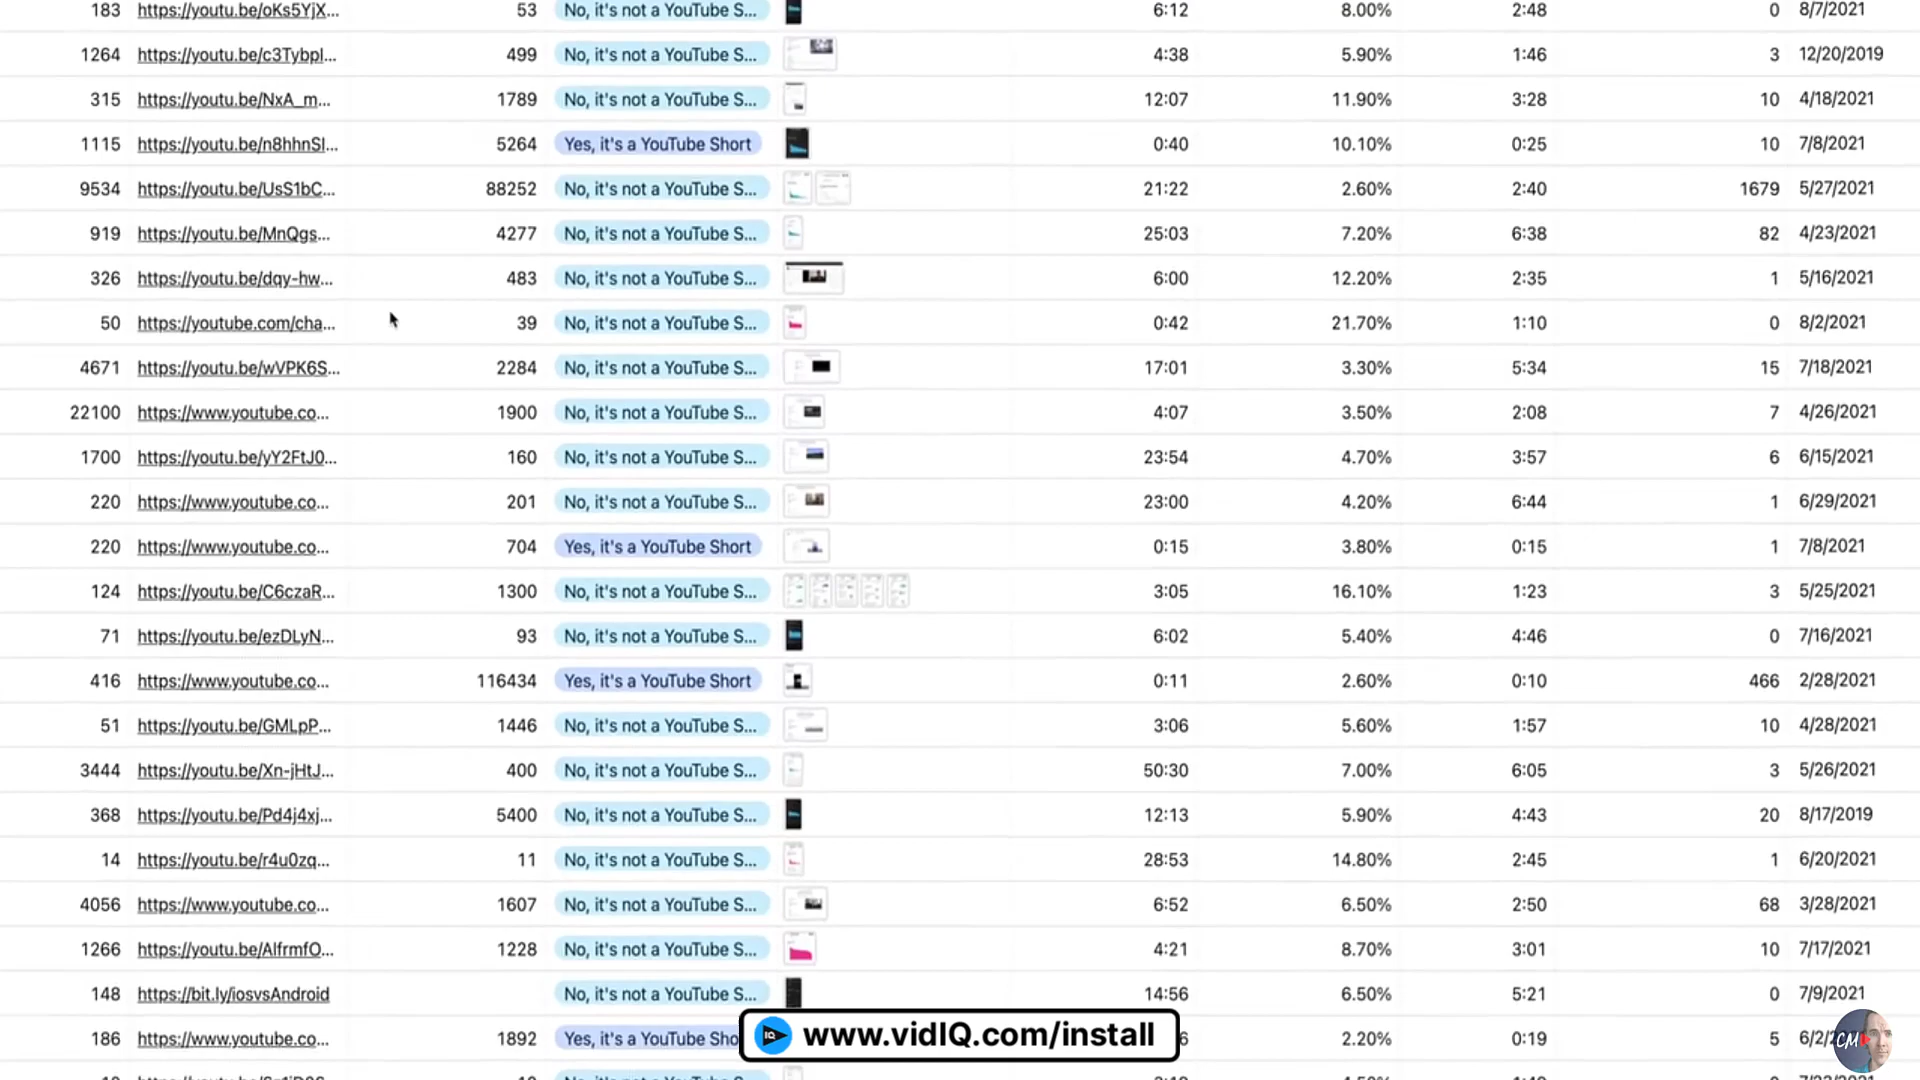 183 https://youtu.be/oKs5YjX... 53 No, it's not a YouTube S... 6:12 8.00% 2:48 0 8/7/2021
1264 https://youtu.be/c3Tybpl... 499 No, it's not a YouTube S... 4:38 5.90% 1:46 3 12/20/2019
315 https://youtu.be/NxA_m... 1789 No, it's not a YouTube S... 12:07 11.90% 3:28 10 4/18/2021
1115 https://youtu.be/n8hhnSl... 5264 Yes, it's a YouTube Short 0:40 10.10% 0:25 10 7/8/2021
9534 https://youtu.be/UsS1bC... 88252 No, it's not a YouTube S... 21:22 2.60% 2:40 1679 5/27/2021
919 https://youtu.be/MnQgs... 4277 No, it's not a YouTube S... 25:03 7.20% 6:38 82 4/23/2021
326 https://youtu.be/dqy-hw... 483 No, it's not a YouTube S... 6:00 12.20% 2:35 1 5/16/2021
50 https://youtube.com/cha... 39 No, it's not a YouTube S... 0:42 21.70% 1:10 0 8/2/2021
4671 https://youtu.be/wVPK6S... 2284 No, it's not a YouTube S... 17:01 3.30% 5:34 15 7/18/2021
22100 https://www.youtube.co... 1900 No, it's not a YouTube S... 4:07 3.50% 2:08 7 4/26/2021
1700 https://youtu.be/yY2FtJ0... 160 No, it's not a YouTube S... 23:54 4.70% 3:57 6 6/15/2021
220 https://www.youtube.co... 201 No, it's not a YouTube S... 23:00 4.20% 6:44 1 6/29/2021
220 https://www.youtube.co... 704 Yes, it's a YouTube Short 0:15 3.80% 0:15 1 7/8/2021
124 https://youtu.be/C6czaR... 1300 No, it's not a YouTube S... 3:05 16.10% 1:23 3 5/25/2021
71 https://youtu.be/ezDLyN... 93 No, it's not a YouTube S... 6:02 5.40% 4:46 0 7/16/2021
416 https://www.youtube.co... 116434 Yes, it's a YouTube Short 0:11 2.60% 0:10 466 2/28/2021
51 https://youtu.be/GMLpP... 1446 No, it's not a YouTube S... 3:06 5.60% 1:57 10 4/28/2021
3444 https://youtu.be/Xn-jHtJ... 400 No, it's not a YouTube S... 50:30 7.00% 6:05 3 5/26/2021
368 https://youtu.be/Pd4j4xj... 5400 No, it's not a YouTube S... 12:13 5.90% 4:43 20 8/17/2019
14 https://youtu.be/r4u0zq... 11 No, it's not a YouTube S... 28:53 14.80% 2:45 1 6/20/2021
4056 https://www.youtube.co... 1607 No, it's not a YouTube S... 6:52 6.50% 2:50 68 3/28/2021
1266 https://youtu.be/AlfrmfO... 1228 No, it's not a YouTube S... 4:21 8.70% 3:01 10 7/17/2021
148 https://bit.ly/iosvsAndroid No, it's not a YouTube S... 14:56 6.50% 5:21 0 7/9/2021
186 https://www.youtube.co... 1892 Yes, it's a YouTube Sho 6 2.20% 0:19 5 6/2/2
IQ www.vidIQ.com/install
CM